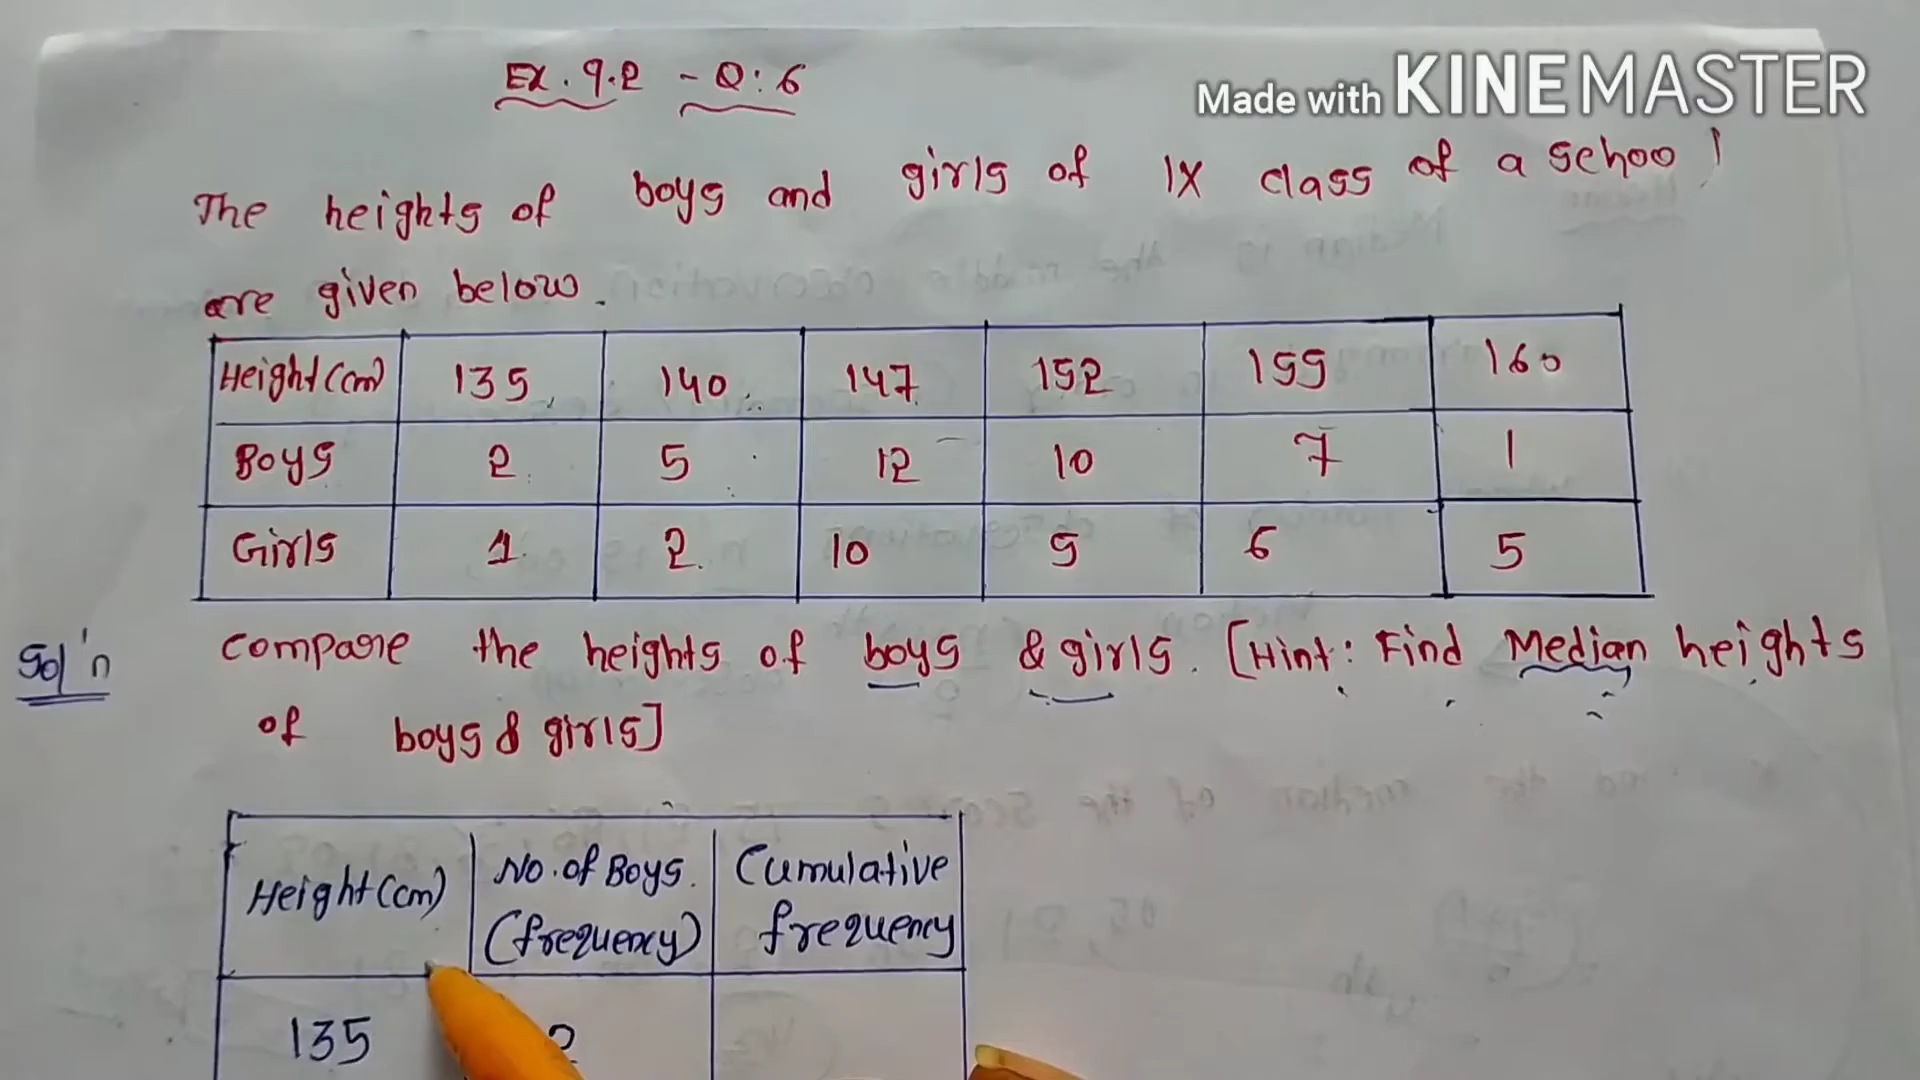 Ex. 9.2 - Q: 6
Made with KINEMASTER
The heights of boys and girls of IX class of a school
are given below.
Height (cm) 135 140 147 152 155 160
Boys 2 5 12 10 7 1
Girls 1 2 10 5 6 5
Sol'n
Compare the heights of boys & girls. [Hint: Find Median heights
of boys & girls]
Height (cm) No. of Boys. (frequency) Cumulative frequency
135 2